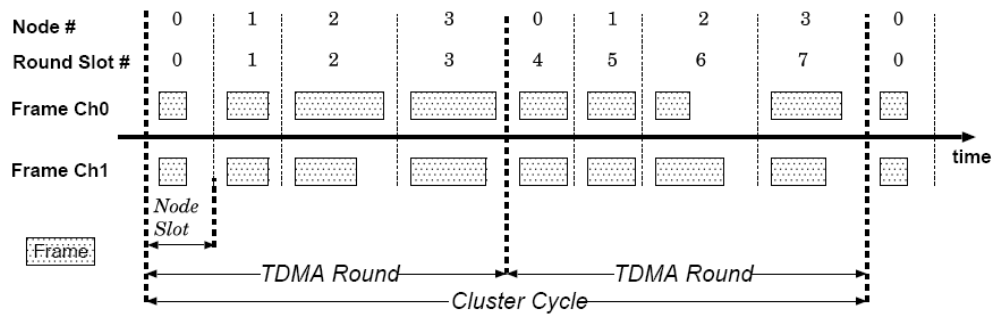 Node # 0 1 2 3 0 1 2 3 0
Round Slot # 0 1 2 3 4 5 6 7 0
Frame Ch0
time
Frame Ch1
Node
Slot
Frame
TDMA Round TDMA Round
Cluster Cycle